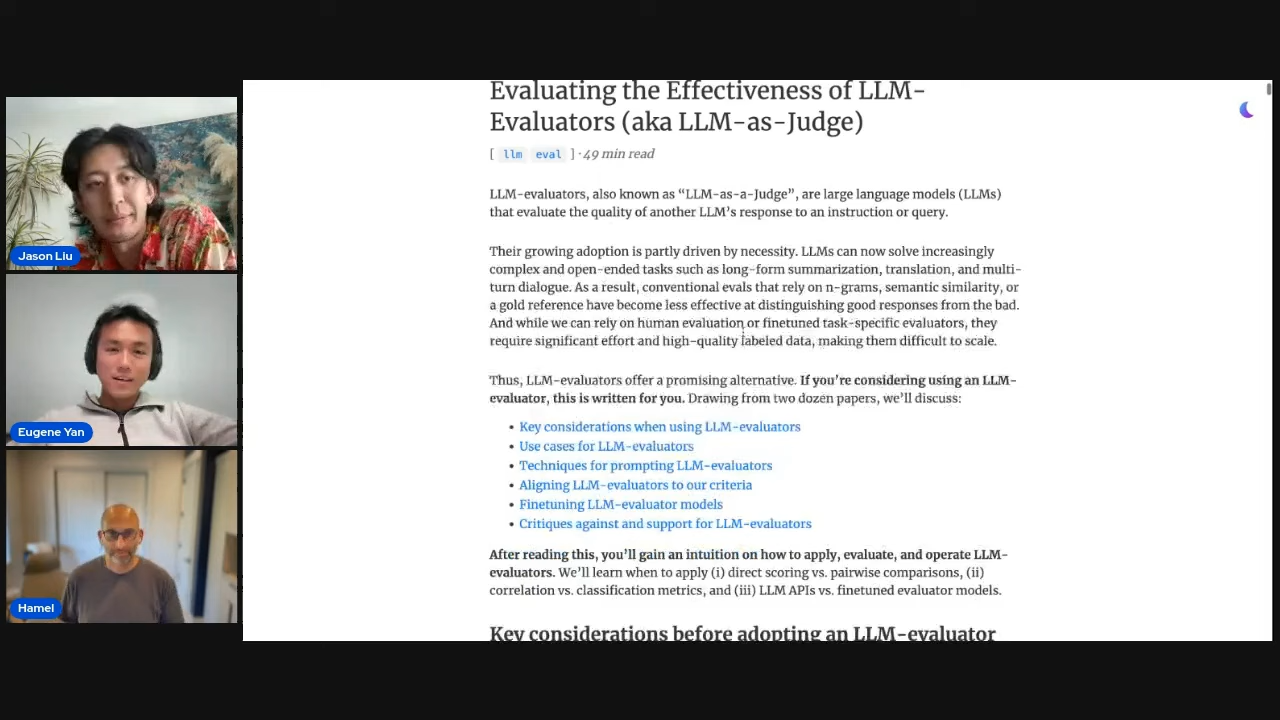 Jason Liu
Eugene Yan
Hamel
Evaluating the Effectiveness of LLM-
Evaluators (aka LLM-as-Judge)
[ llm eval ] · 49 min read
LLM-evaluators, also known as “LLM-as-a-Judge”, are large language models (LLMs)
that evaluate the quality of another LLM’s response to an instruction or query.
Their growing adoption is partly driven by necessity. LLMs can now solve increasingly
complex and open-ended tasks such as long-form summarization, translation, and multi-
turn dialogue. As a result, conventional evals that rely on n-grams, semantic similarity, or
a gold reference have become less effective at distinguishing good responses from the bad.
And while we can rely on human evaluation or finetuned task-specific evaluators, they
require significant effort and high-quality labeled data, making them difficult to scale.
Thus, LLM-evaluators offer a promising alternative. If you’re considering using an LLM-
evaluator, this is written for you. Drawing from two dozen papers, we’ll discuss:
• Key considerations when using LLM-evaluators
• Use cases for LLM-evaluators
• Techniques for prompting LLM-evaluators
• Aligning LLM-evaluators to our criteria
• Finetuning LLM-evaluator models
• Critiques against and support for LLM-evaluators
After reading this, you’ll gain an intuition on how to apply, evaluate, and operate LLM-
evaluators. We’ll learn when to apply (i) direct scoring vs. pairwise comparisons, (ii)
correlation vs. classification metrics, and (iii) LLM APIs vs. finetuned evaluator models.
Key considerations before adopting an LLM-evaluator